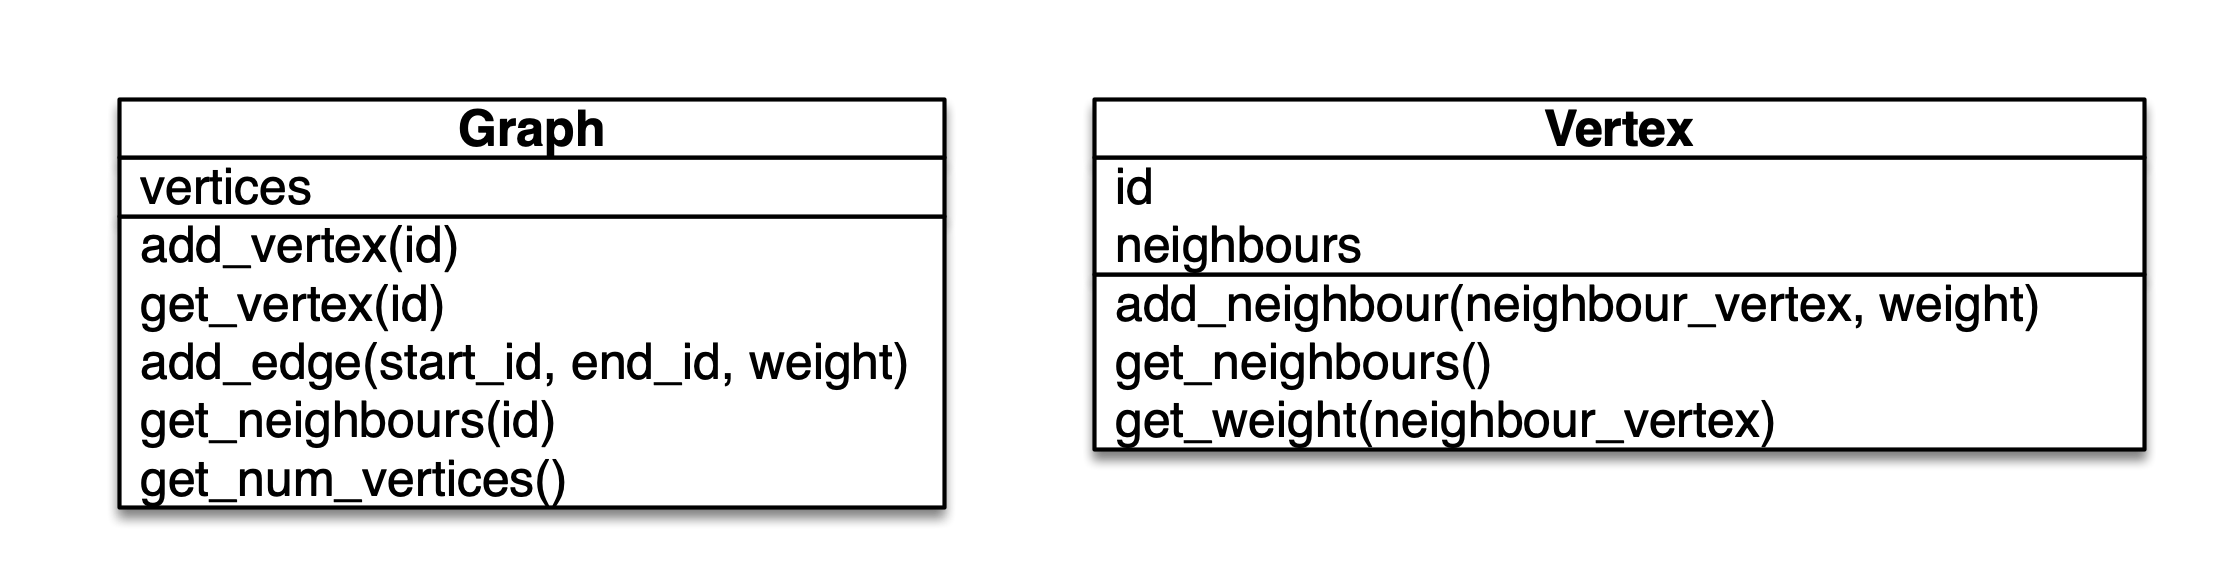 Graph
vertices
add_vertex(id)
get_vertex(id)
add_edge(start_id, end_id, weight)
get_neighbours(id)
get_num_vertices()
Vertex
id
neighbours
add_neighbour(neighbour_vertex, weight)
get_neighbours()
get_weight(neighbour_vertex)